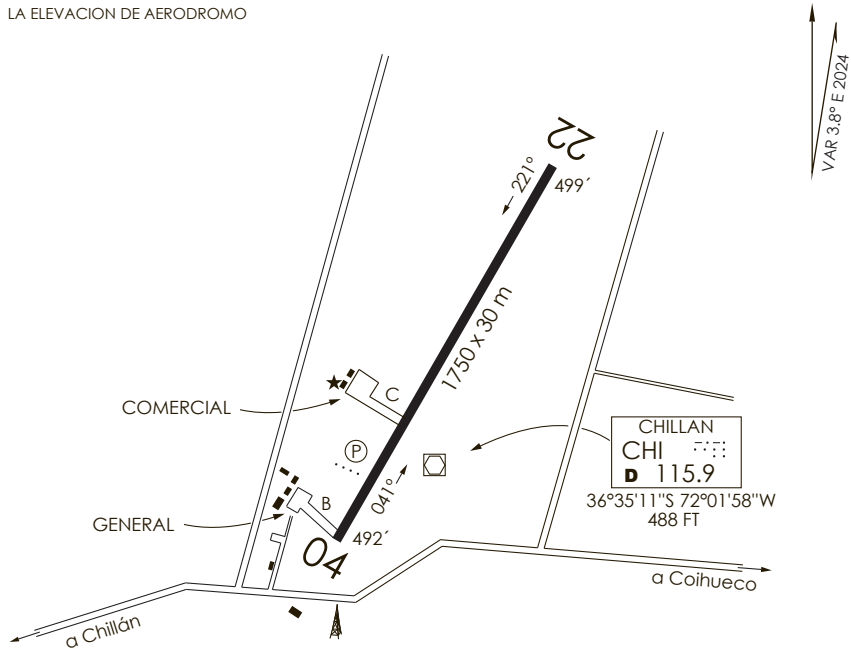 LA ELEVACION DE AERODROMO
VAR 3.8° E 2024
22
221°
499´
1750 x 30 m
COMERCIAL
C
P
CHILLAN
CHI
D 115.9
36°35'11"S 72°01'58"W
488 FT
041°
B
GENERAL
492´
04
a Coihueco
a Chillán